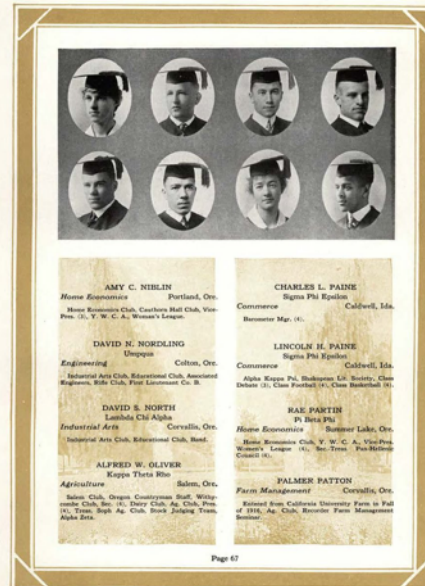 AMY C. NIBLIN
Home Economics Portland, Ore.
Home Economics Club, Cauthorn Hall Club, Vice-
Pres. (3), Y. W. C. A., Women's League.
DAVID N. NORDLING
Umpqua
Engineering Colton, Ore.
Industrial Arts Club, Educational Club, Associated
Engineers, Rifle Club, First Lieutenant Co. B.
DAVID S. NORTH
Lambda Chi Alpha
Industrial Arts Corvallis, Ore.
Industrial Arts Club, Educational Club, Band.
ALFRED W. OLIVER
Kappa Theta Rho
Agriculture Salem, Ore.
Salem Club, Oregon Countryman Staff, Withy-
combe Club, Sec. (4), Dairy Club, Ag. Club, Pres.
(4), Treas. Soph Ag. Club, Stock Judging Team,
Alpha Zeta.
CHARLES L. PAINE
Sigma Phi Epsilon
Commerce Caldwell, Ida.
Barometer Mgr. (4).
LINCOLN H. PAINE
Sigma Phi Epsilon
Commerce Caldwell, Ida.
Alpha Kappa Psi, Shakopean Lit. Society, Class
Debate (3), Class Football (4), Class Basketball (4).
RAE PARTIN
Pi Beta Phi
Home Economics Summer Lake, Ore.
Home Economics Club, Y. W. C. A., Vice-Pres.
Women's League (4), Sec.-Treas. Pan-Hellenic
Council (4).
PALMER PATTON
Farm Management Corvallis, Ore.
Entered from California University Farm in Fall
of 1916, Ag. Club, Recorder Farm Management
Seminar.
Page 67